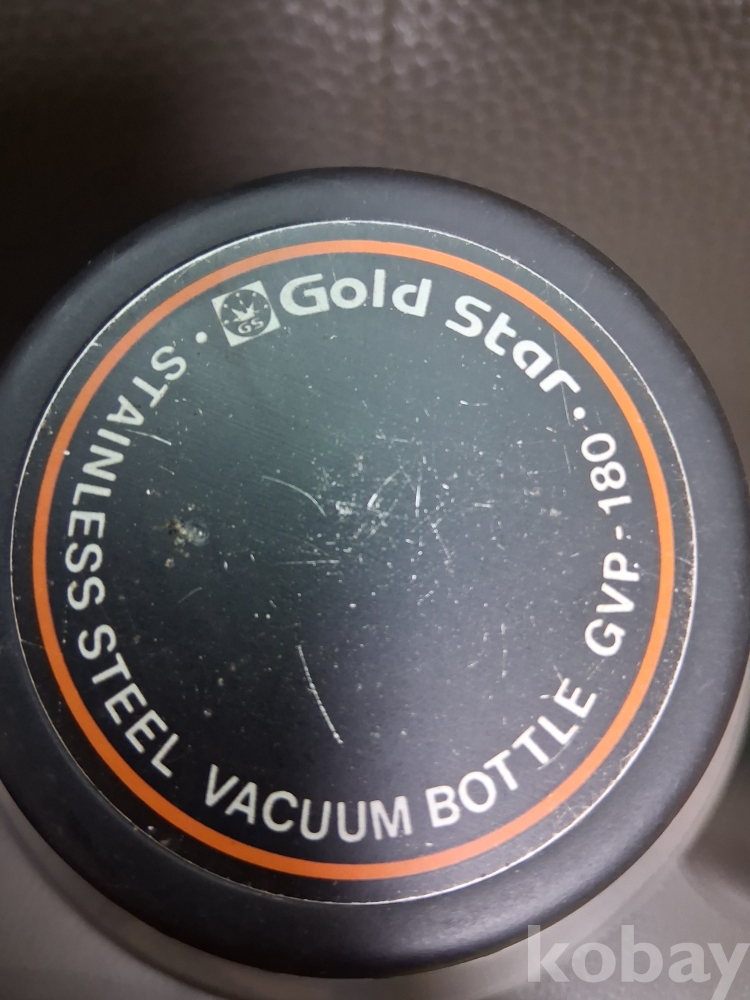 GS Gold Star
· STAINLESS STEEL VACUUM BOTTLE GVP-180 ·
kobay